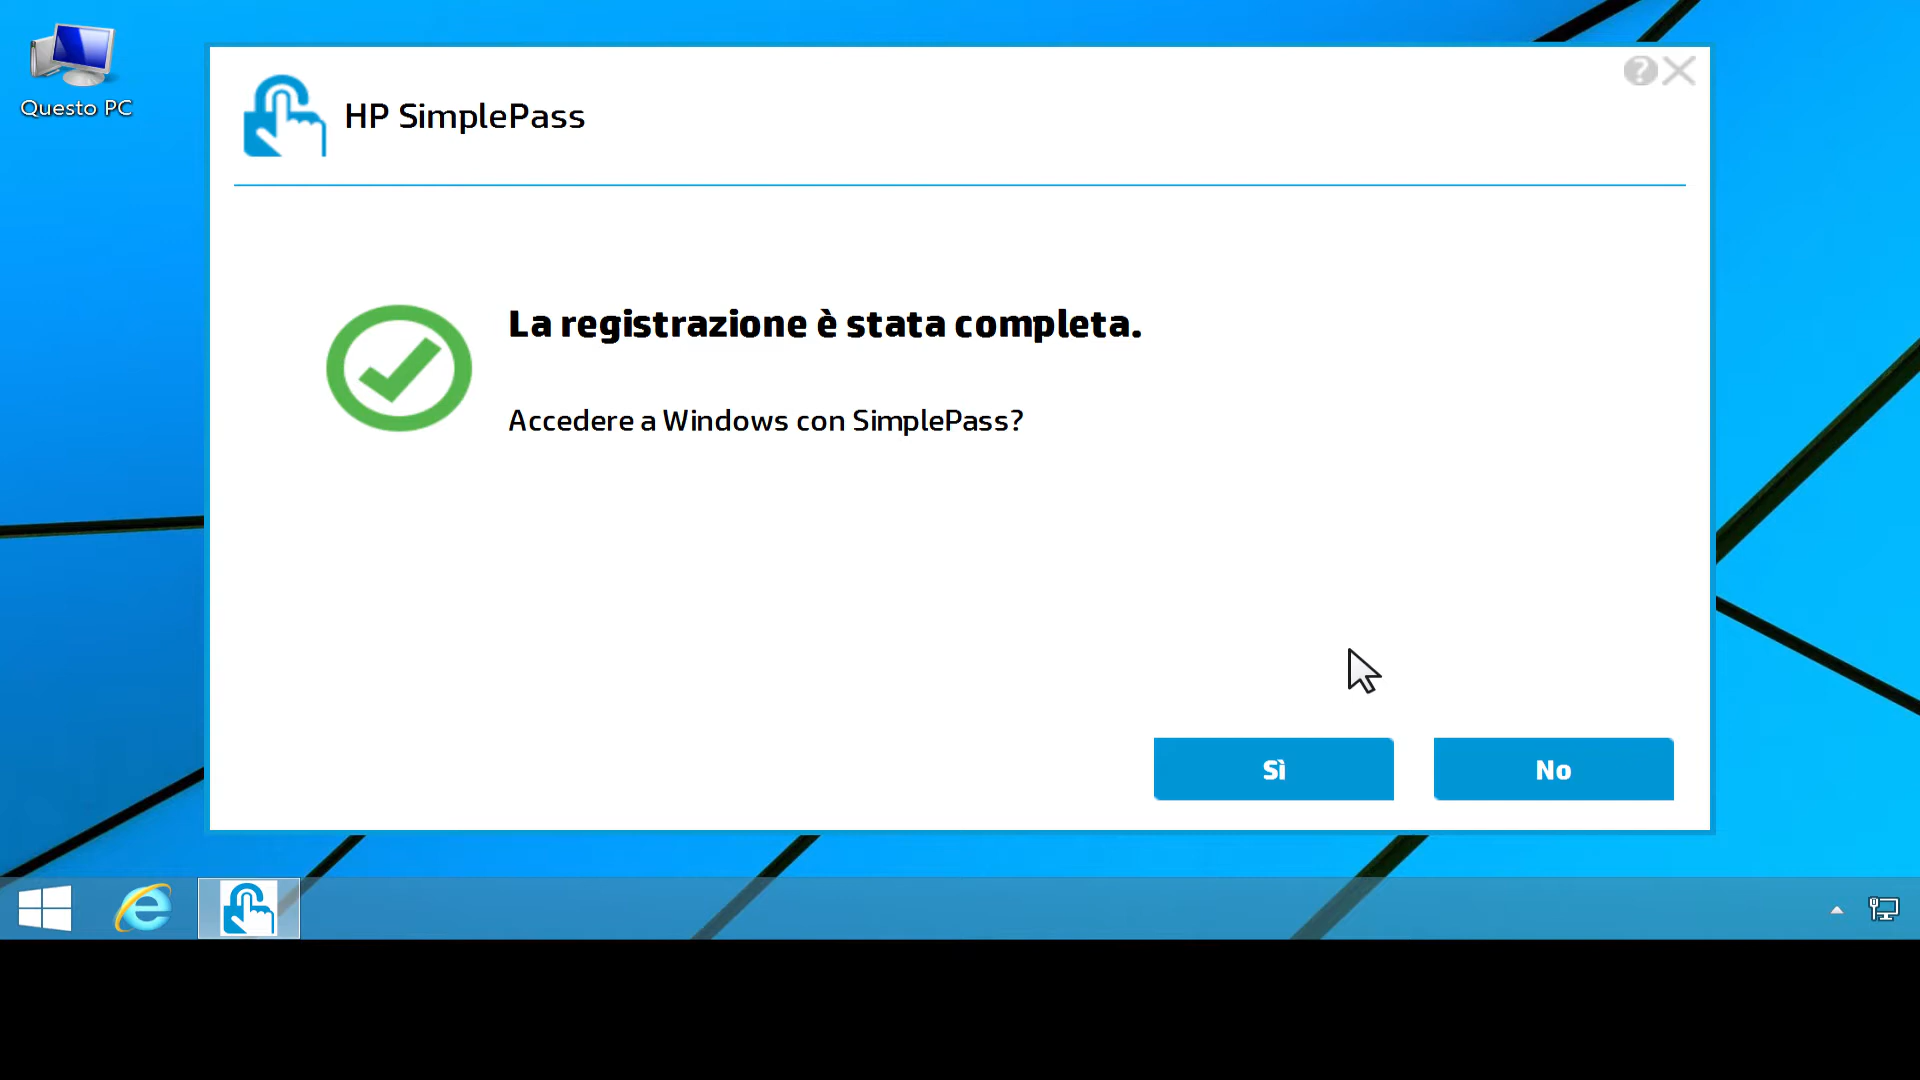 Questo PC
HP SimplePass
La registrazione è stata completa.
Accedere a Windows con SimplePass?
Sì
No